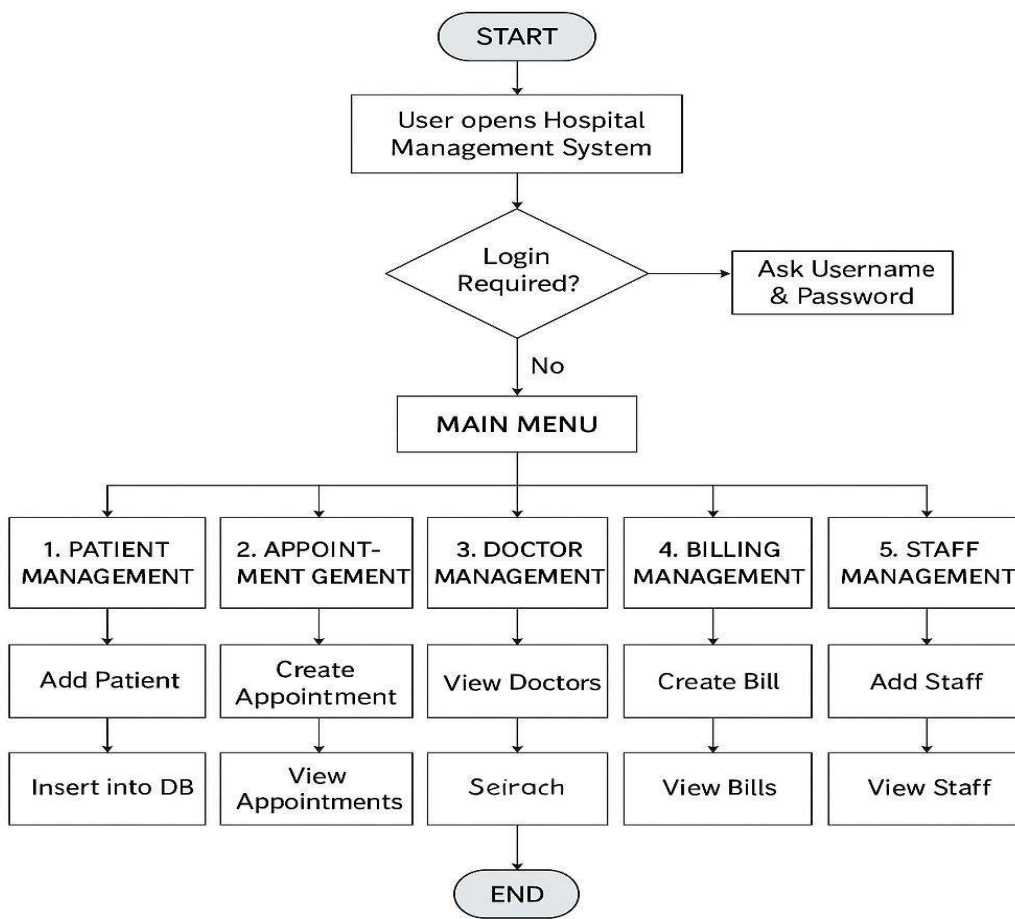 START
User opens Hospital
Management System
Login
Required?
Ask Username
& Password
No
MAIN MENU
1. PATIENT
MANAGEMENT
2. APPOINT-
MENT GEMENT
3. DOCTOR
MANAGEMENT
4. BILLING
MANAGEMENT
5. STAFF
MANAGEMENT
Add Patient
Create
Appointment
View Doctors
Create Bill
Add Staff
Insert into DB
View
Appointments
Seirach
View Bills
View Staff
END